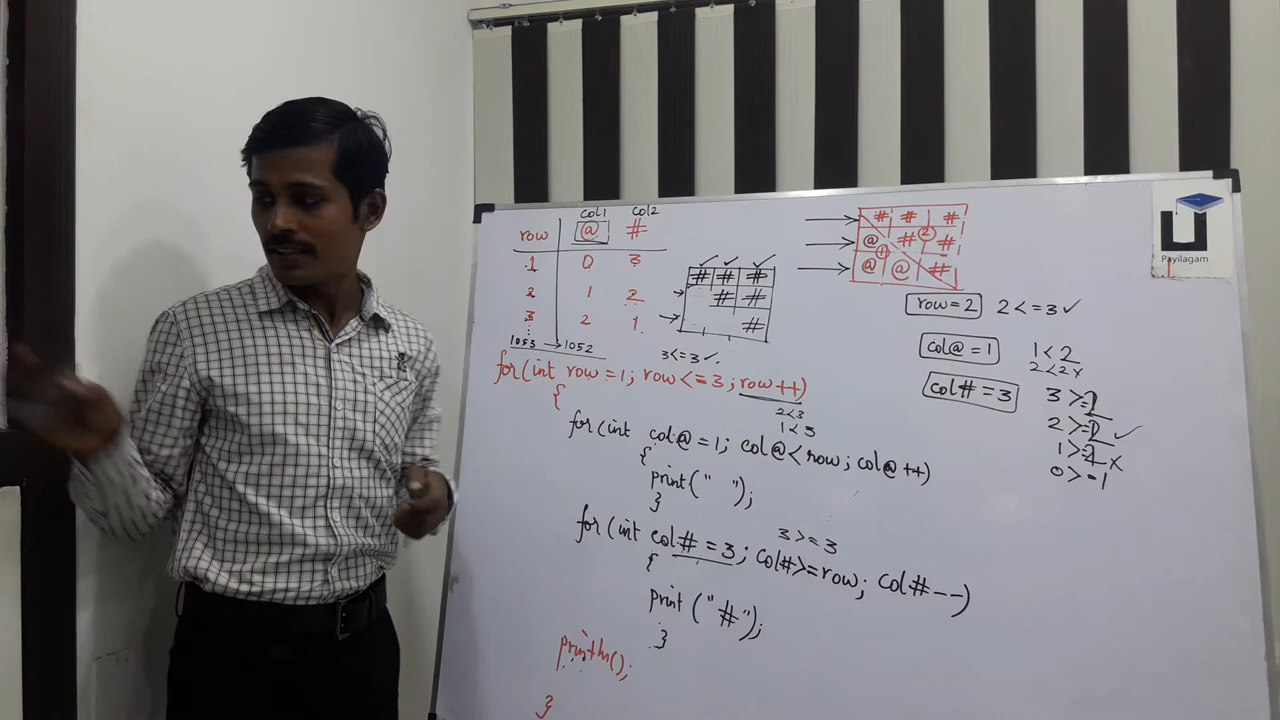 col1 col2
row @ #
1 0 3
2 1 2
3 2 1
1053 → 1052
# # #
# #
#
3<=3 ✓
# # #
@ # 2 #
1
@ @ #
Payilagam
row=2 2<=3 ✓
col@ = 1 1<2
2<2 x
col# = 3 3>=2
2>=2 ✓
1>=2 x
0>-1
for(int row=1; row<=3; row++)
{
2<3
1<3
for(int col@=1; col@<row; col@++)
{
print(" ");
}
3>=3
for(int col#=3; col#>=row; col#--)
{
print("#");
}
println();
}